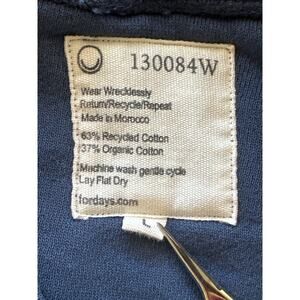 130084W
Wear Wrecklessly
Return/Recycle/Repeat
Made in Morocco
63% Recycled Cotton
37% Organic Cotton
Machine wash gentle cycle
Lay Flat Dry
fordays.com
L